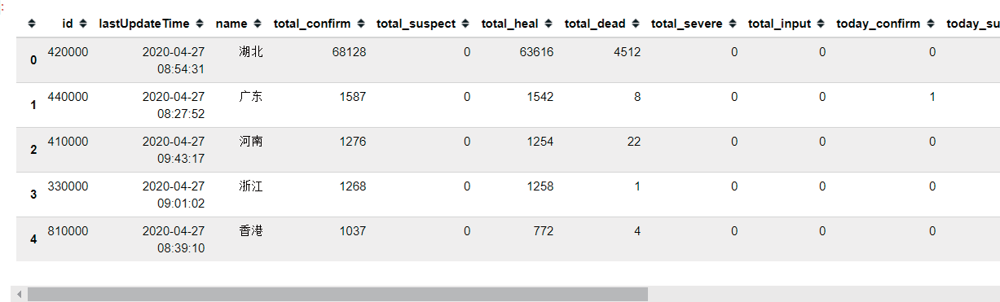 :
id lastUpdateTime name total_confirm total_suspect total_heal total_dead total_severe total_input today_confirm today_su
0 420000 2020-04-27 湖北 68128 0 63616 4512 0 0 0
08:54:31
1 440000 2020-04-27 广东 1587 0 1542 8 0 0 1
08:27:52
2 410000 2020-04-27 河南 1276 0 1254 22 0 0 0
09:43:17
3 330000 2020-04-27 浙江 1268 0 1258 1 0 0 0
09:01:02
4 810000 2020-04-27 香港 1037 0 772 4 0 0 0
08:39:10